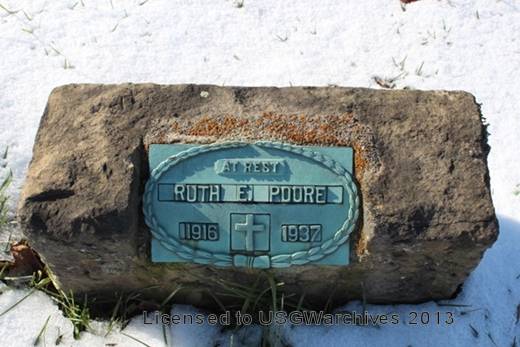 AT REST
RUTH E. POORE
1916 1937
Licensed to USGWarchives 2013